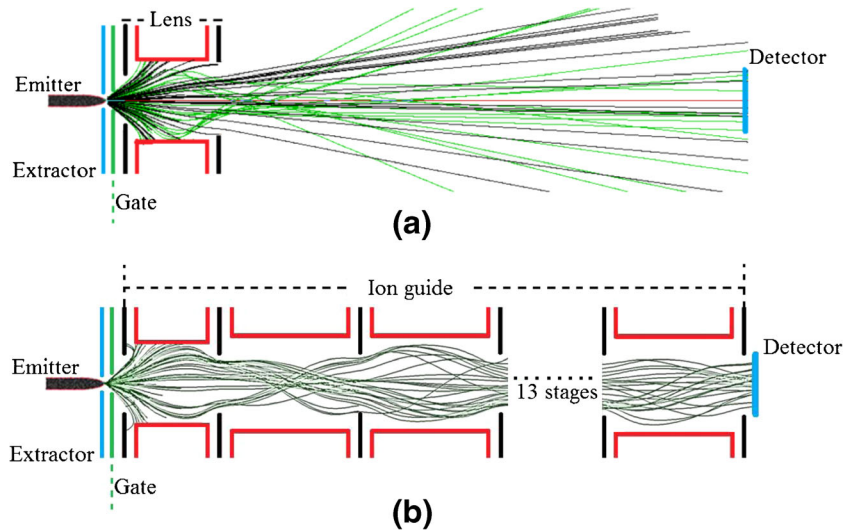 Lens
Detector
Emitter
Extractor
Gate
(a)
Ion guide
Detector
Emitter
13 stages
Extractor
Gate
(b)